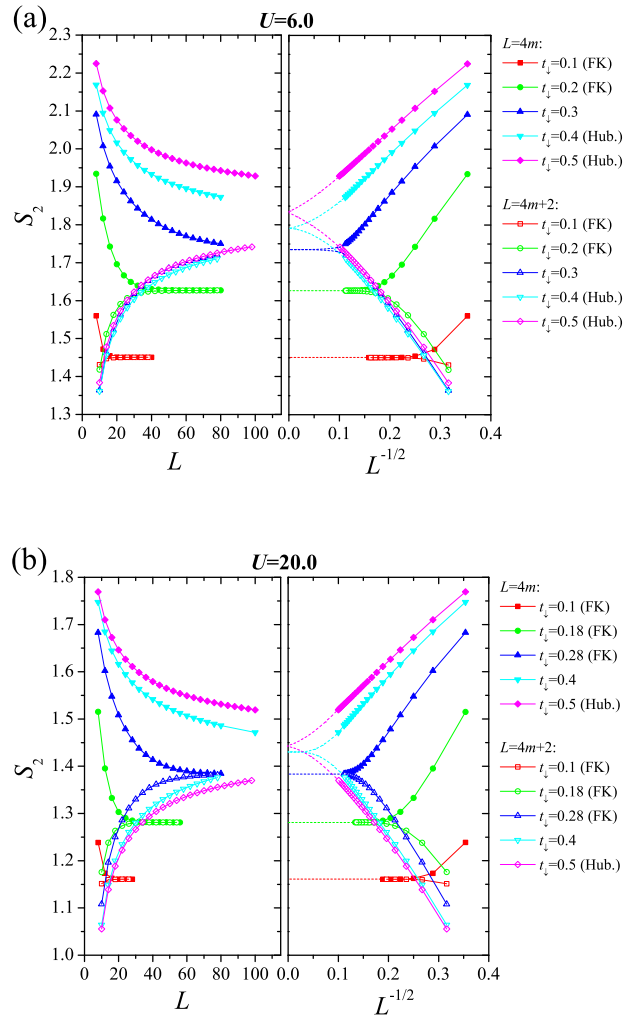 (a)
U=6.0
2.3
2.2
2.1
2.0
1.9
1.8
1.7
1.6
1.5
1.4
1.3
S2
0 20 40 60 80 100
L
0.0 0.1 0.2 0.3 0.4
L-1/2
L=4m:
t↓=0.1 (FK)
t↓=0.2 (FK)
t↓=0.3
t↓=0.4 (Hub.)
t↓=0.5 (Hub.)
L=4m+2:
t↓=0.1 (FK)
t↓=0.2 (FK)
t↓=0.3
t↓=0.4 (Hub.)
t↓=0.5 (Hub.)
(b)
U=20.0
1.8
1.7
1.6
1.5
1.4
1.3
1.2
1.1
1.0
S2
0 20 40 60 80 100
L
0.0 0.1 0.2 0.3 0.4
L-1/2
L=4m:
t↓=0.1 (FK)
t↓=0.18 (FK)
t↓=0.28 (FK)
t↓=0.4
t↓=0.5 (Hub.)
L=4m+2:
t↓=0.1 (FK)
t↓=0.18 (FK)
t↓=0.28 (FK)
t↓=0.4
t↓=0.5 (Hub.)